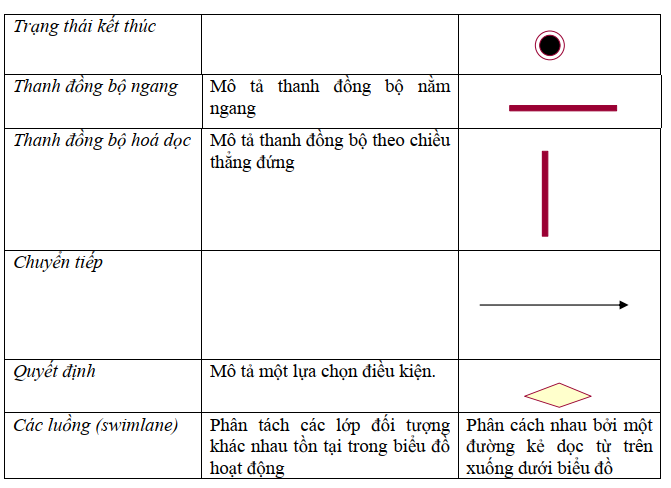 Trạng thái kết thúc
Thanh đồng bộ ngang
Mô tả thanh đồng bộ nằm
ngang
Thanh đồng bộ hoá dọc
Mô tả thanh đồng bộ theo chiều
thẳng đứng
Chuyển tiếp
Quyết định
Mô tả một lựa chọn điều kiện.
Các luồng (swimlane)
Phân tách các lớp đối tượng
khác nhau tồn tại trong biểu đồ
hoạt động
Phân cách nhau bởi một
đường kẻ dọc từ trên
xuống dưới biểu đồ